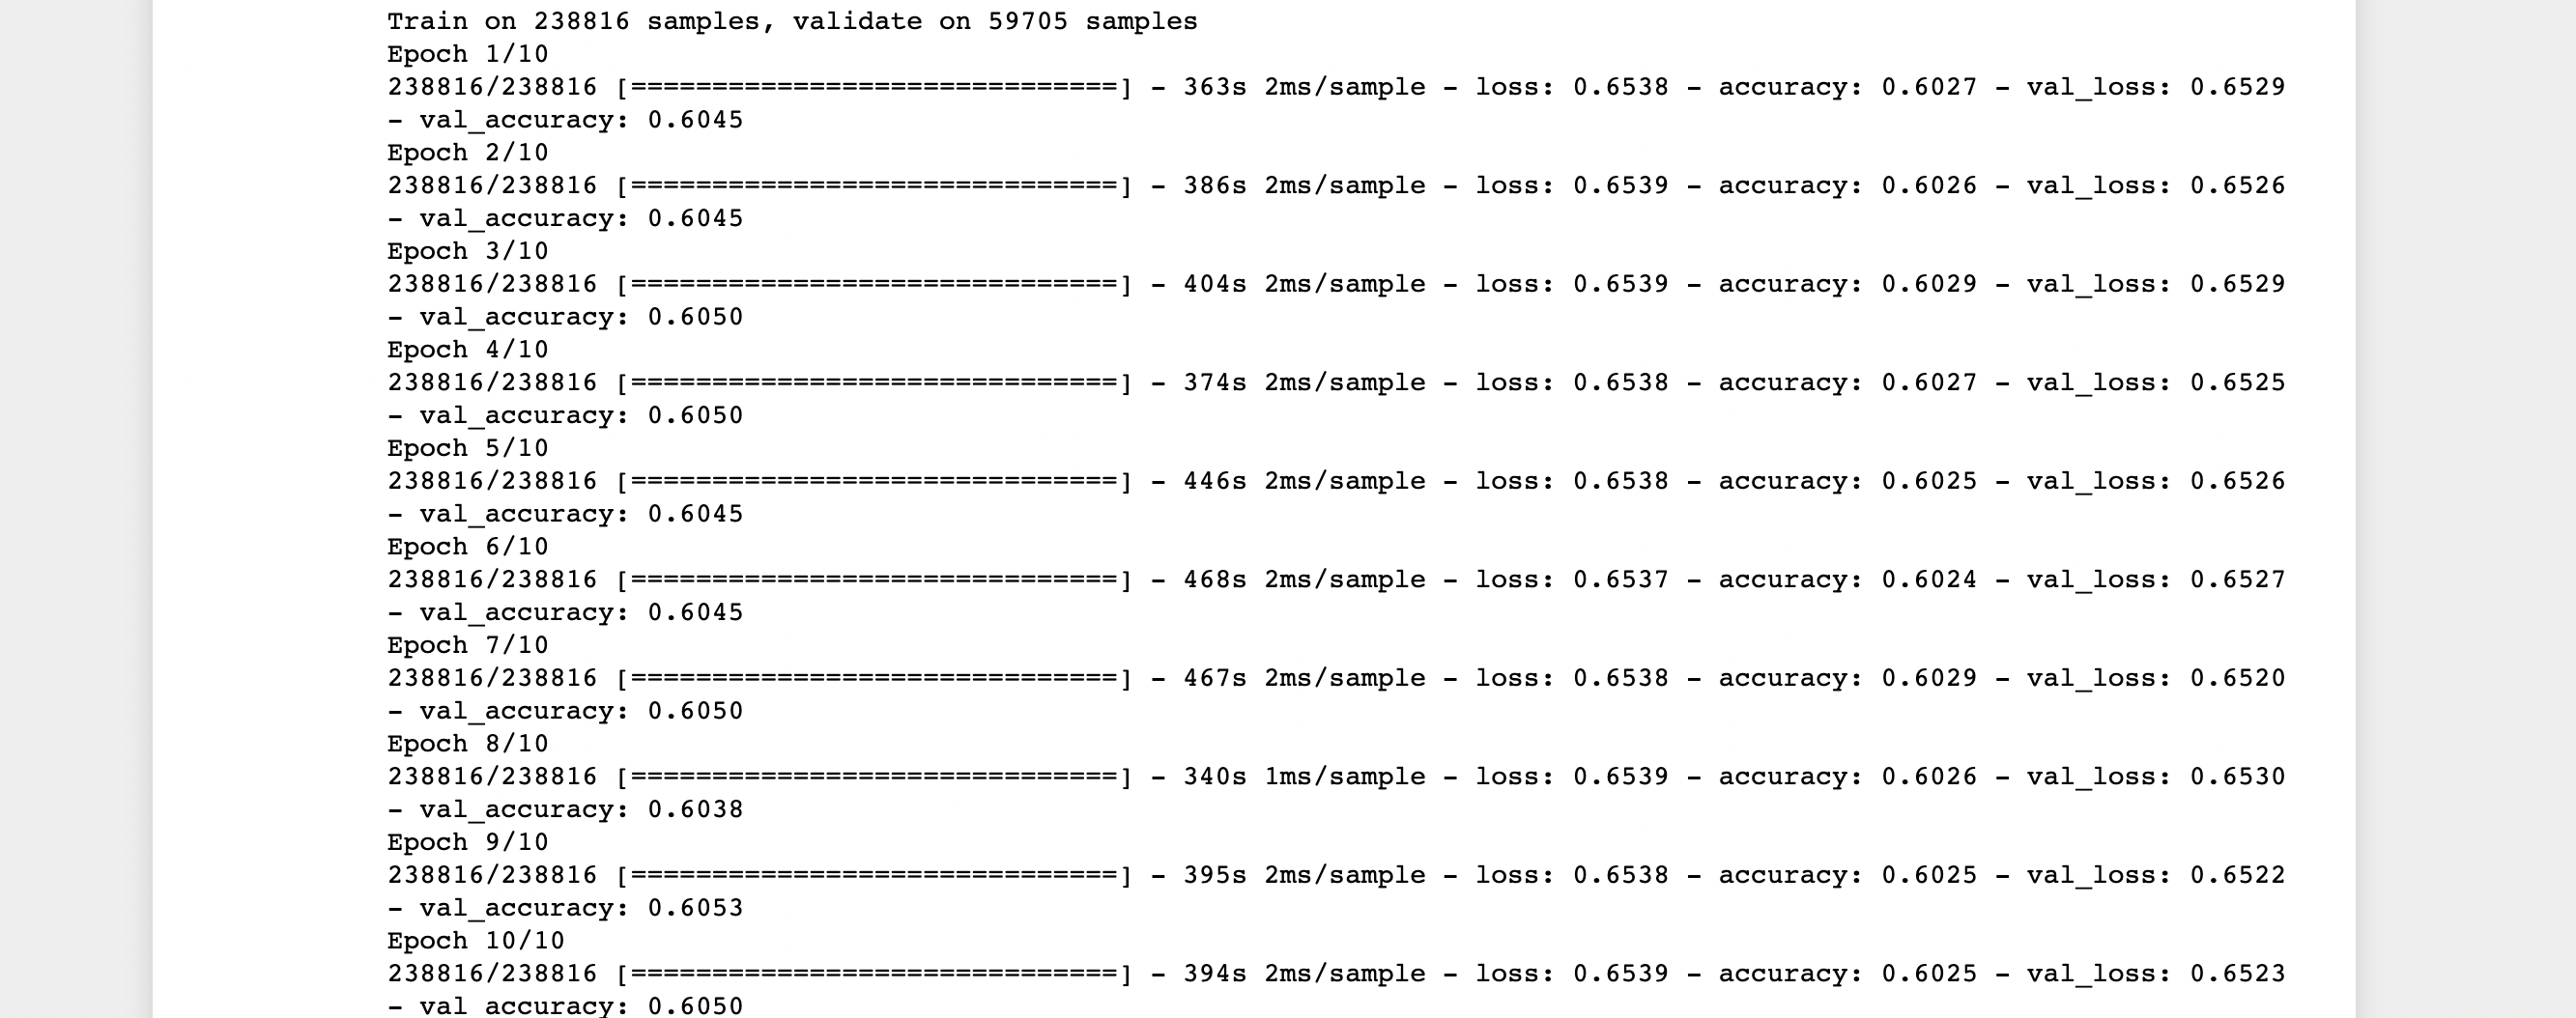 Train on 238816 samples, validate on 59705 samples
Epoch 1/10
238816/238816 [==============================] - 363s 2ms/sample - loss: 0.6538 - accuracy: 0.6027 - val_loss: 0.6529
- val_accuracy: 0.6045
Epoch 2/10
238816/238816 [==============================] - 386s 2ms/sample - loss: 0.6539 - accuracy: 0.6026 - val_loss: 0.6526
- val_accuracy: 0.6045
Epoch 3/10
238816/238816 [==============================] - 404s 2ms/sample - loss: 0.6539 - accuracy: 0.6029 - val_loss: 0.6529
- val_accuracy: 0.6050
Epoch 4/10
238816/238816 [==============================] - 374s 2ms/sample - loss: 0.6538 - accuracy: 0.6027 - val_loss: 0.6525
- val_accuracy: 0.6050
Epoch 5/10
238816/238816 [==============================] - 446s 2ms/sample - loss: 0.6538 - accuracy: 0.6025 - val_loss: 0.6526
- val_accuracy: 0.6045
Epoch 6/10
238816/238816 [==============================] - 468s 2ms/sample - loss: 0.6537 - accuracy: 0.6024 - val_loss: 0.6527
- val_accuracy: 0.6045
Epoch 7/10
238816/238816 [==============================] - 467s 2ms/sample - loss: 0.6538 - accuracy: 0.6029 - val_loss: 0.6520
- val_accuracy: 0.6050
Epoch 8/10
238816/238816 [==============================] - 340s 1ms/sample - loss: 0.6539 - accuracy: 0.6026 - val_loss: 0.6530
- val_accuracy: 0.6038
Epoch 9/10
238816/238816 [==============================] - 395s 2ms/sample - loss: 0.6538 - accuracy: 0.6025 - val_loss: 0.6522
- val_accuracy: 0.6053
Epoch 10/10
238816/238816 [==============================] - 394s 2ms/sample - loss: 0.6539 - accuracy: 0.6025 - val_loss: 0.6523
- val accuracy: 0.6050